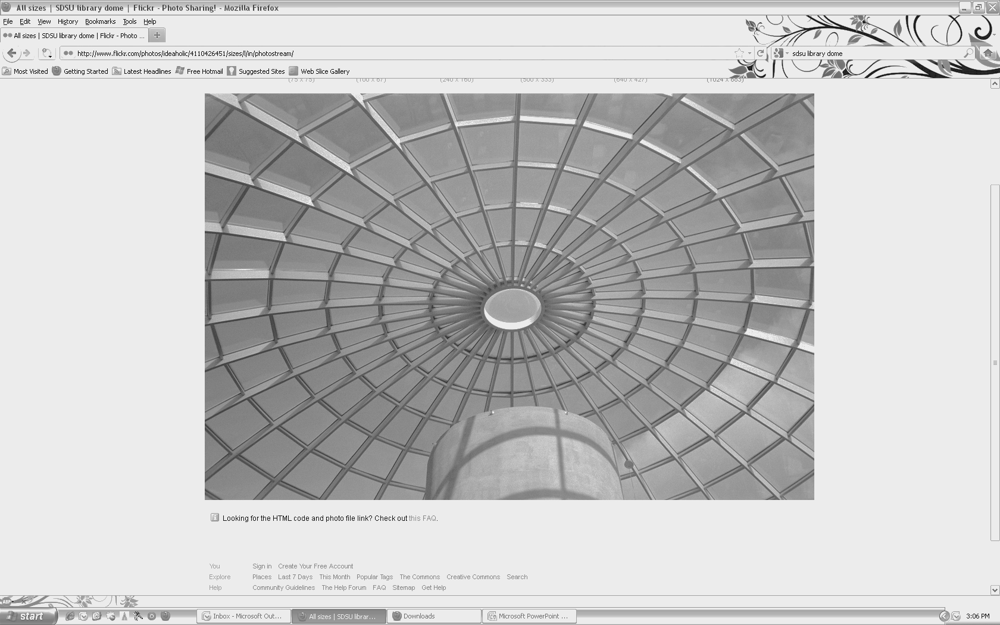 All sizes | SDSU library dome | Flickr - Photo Sharing! - Mozilla Firefox
File Edit View History Bookmarks Tools Help
All sizes | SDSU library dome | Flickr - Photo ...
http://www.flickr.com/photos/ideaholic/4110426451/sizes/l/in/photostream/ sdsu library dome
Most Visited Getting Started Latest Headlines Free Hotmail Suggested Sites Web Slice Gallery
(75 x 75) (100 x 67) (240 x 160) (500 x 333) (640 x 427) (1024 x 683)
Looking for the HTML code and photo file link? Check out this FAQ.
You Sign in Create Your Free Account
Explore Places Last 7 Days This Month Popular Tags The Commons Creative Commons Search
Help Community Guidelines The Help Forum FAQ Sitemap Get Help
ABP
start Inbox - Microsoft Out... All sizes | SDSU librar... Downloads Microsoft PowerPoint ... 3:06 PM